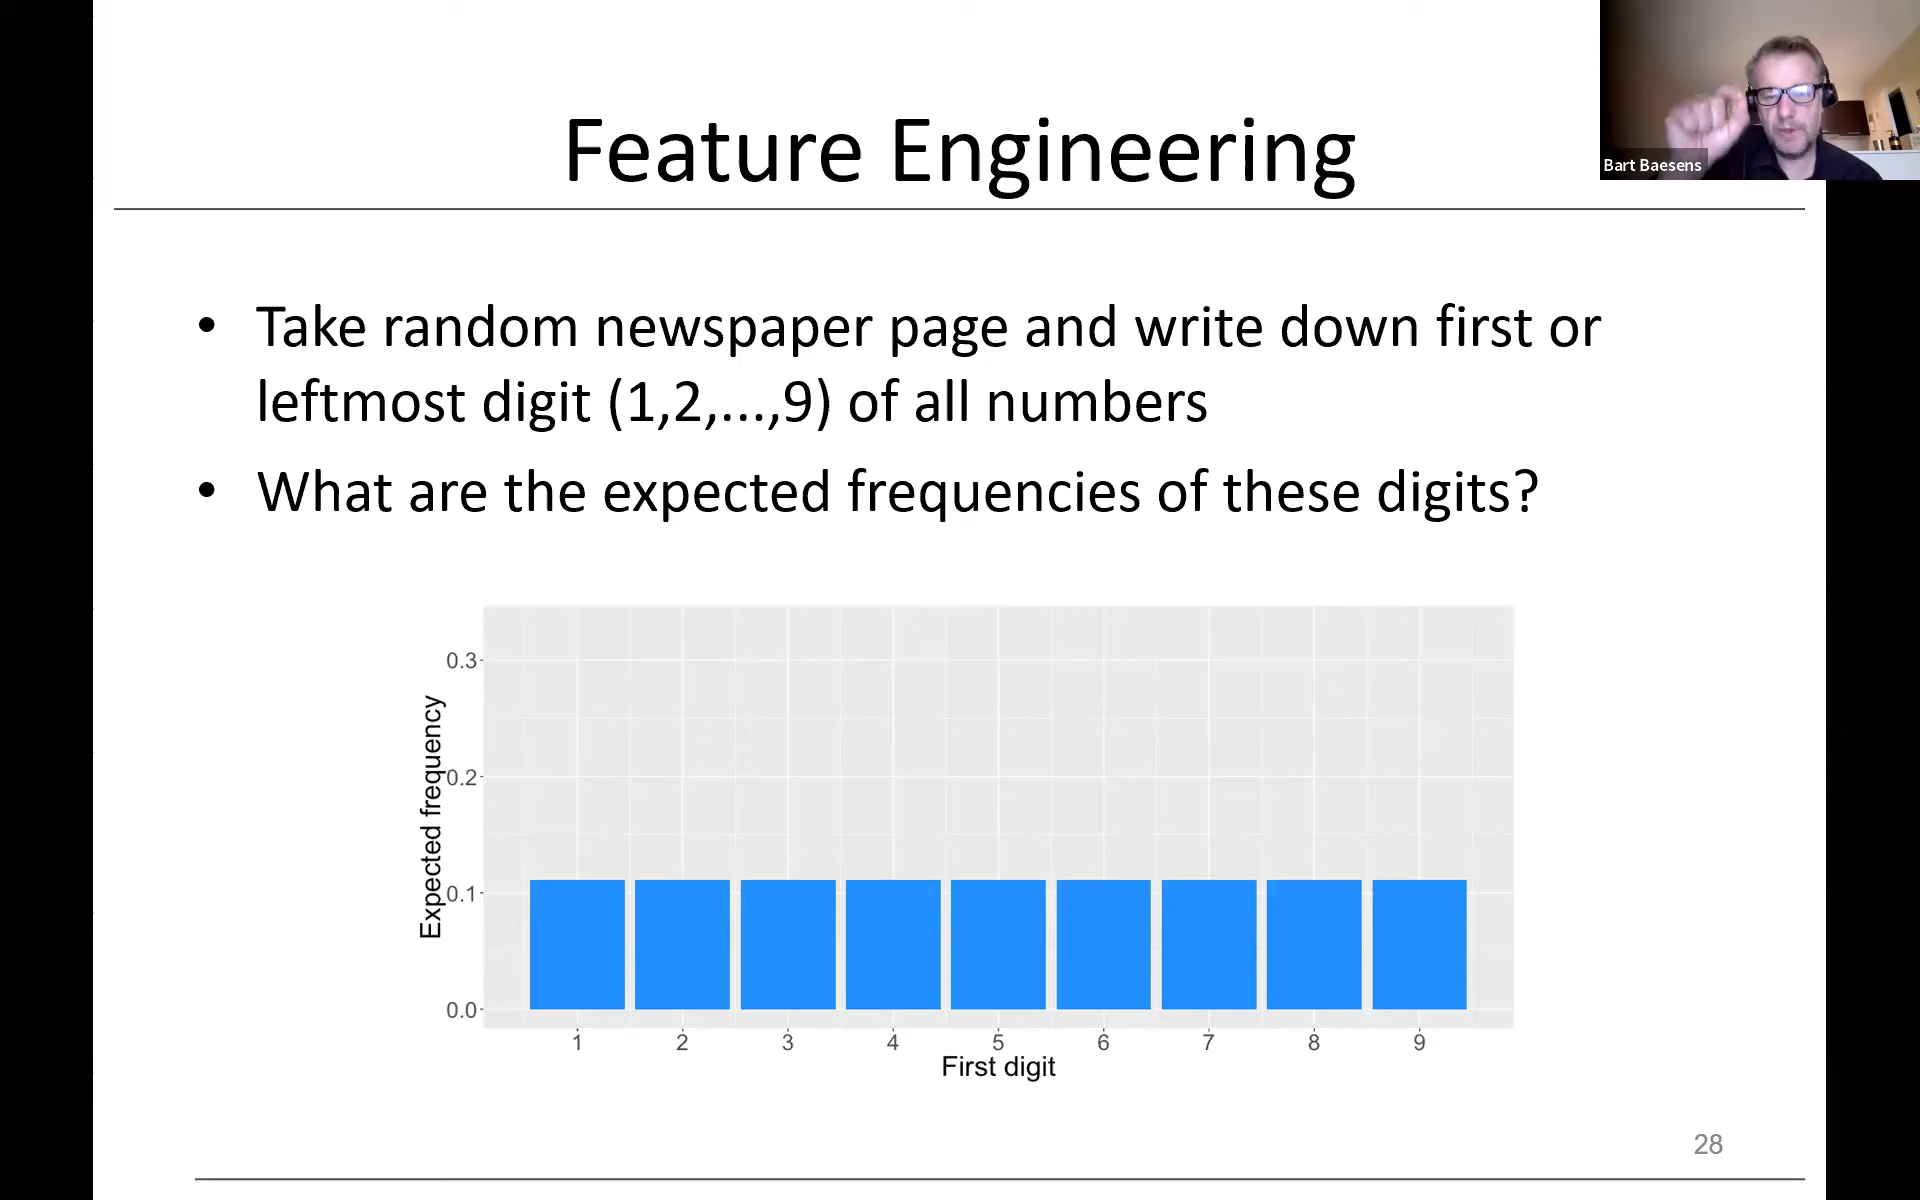 Feature Engineering
Bart Baesens
• Take random newspaper page and write down first or
leftmost digit (1,2,...,9) of all numbers
• What are the expected frequencies of these digits?
Expected frequency
0.3
0.2
0.1
0.0
1 2 3 4 5 6 7 8 9
First digit
28